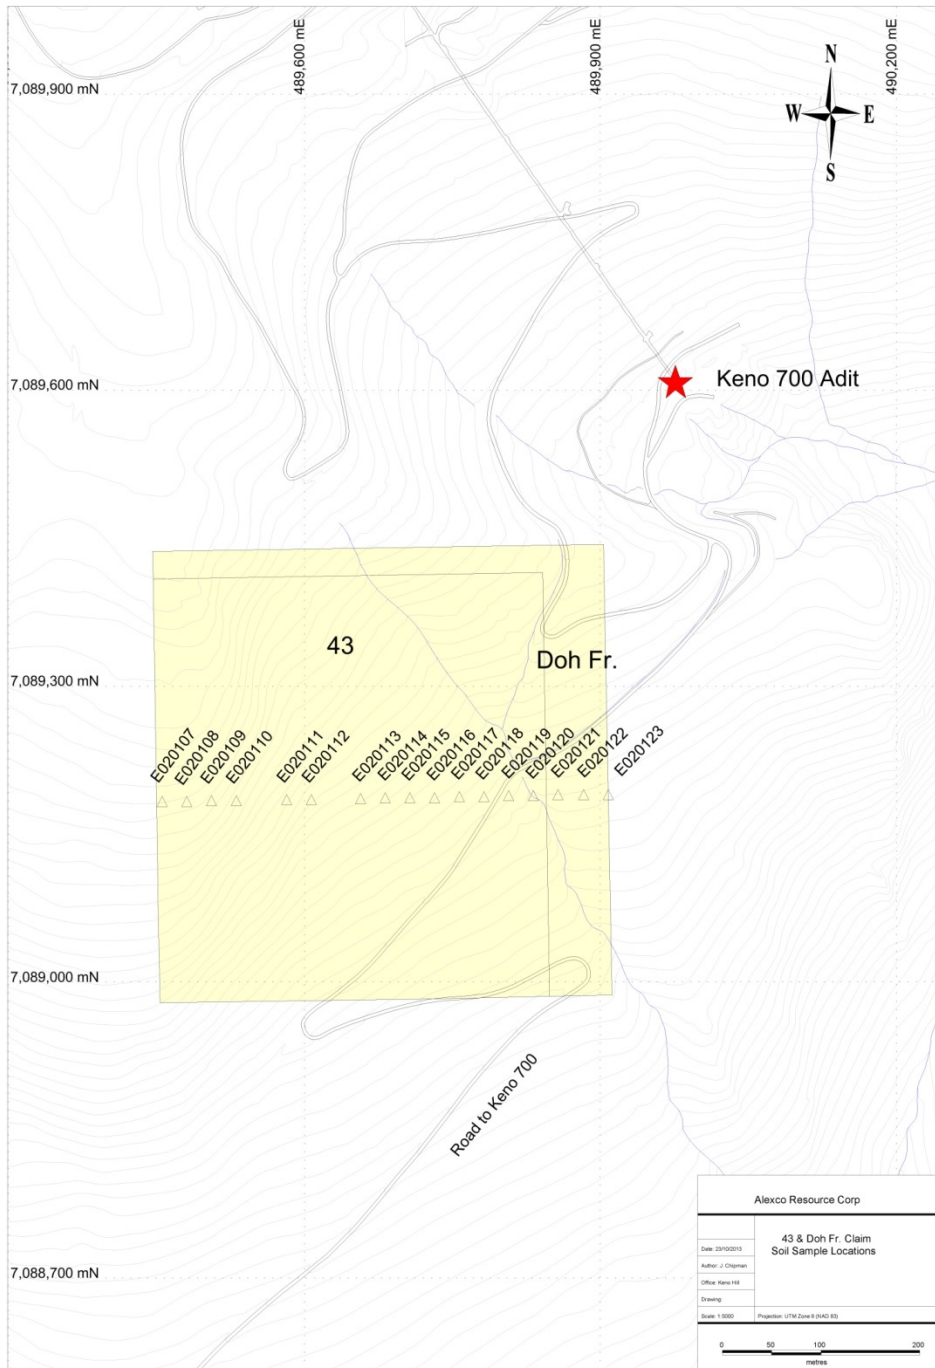 489,600 mE
489,900 mE
490,200 mE
7,089,900 mN
N
W E
S
7,089,600 mN
Keno 700 Adit
43
Doh Fr.
7,089,300 mN
E020107
E020108
E020109
E020110
E020111
E020112
E020113
E020114
E020115
E020116
E020117
E020118
E020119
E020120
E020121
E020122
E020123
7,089,000 mN
Road to Keno 700
7,088,700 mN
Alexco Resource Corp
43 & Doh Fr. Claim
Soil Sample Locations
Date: 23/10/2013
Author: J. Chipman
Office: Keno Hill
Drawing:
Scale: 1:5000
Projection: UTM Zone 8 (NAD 83)
0 50 100 200
metres